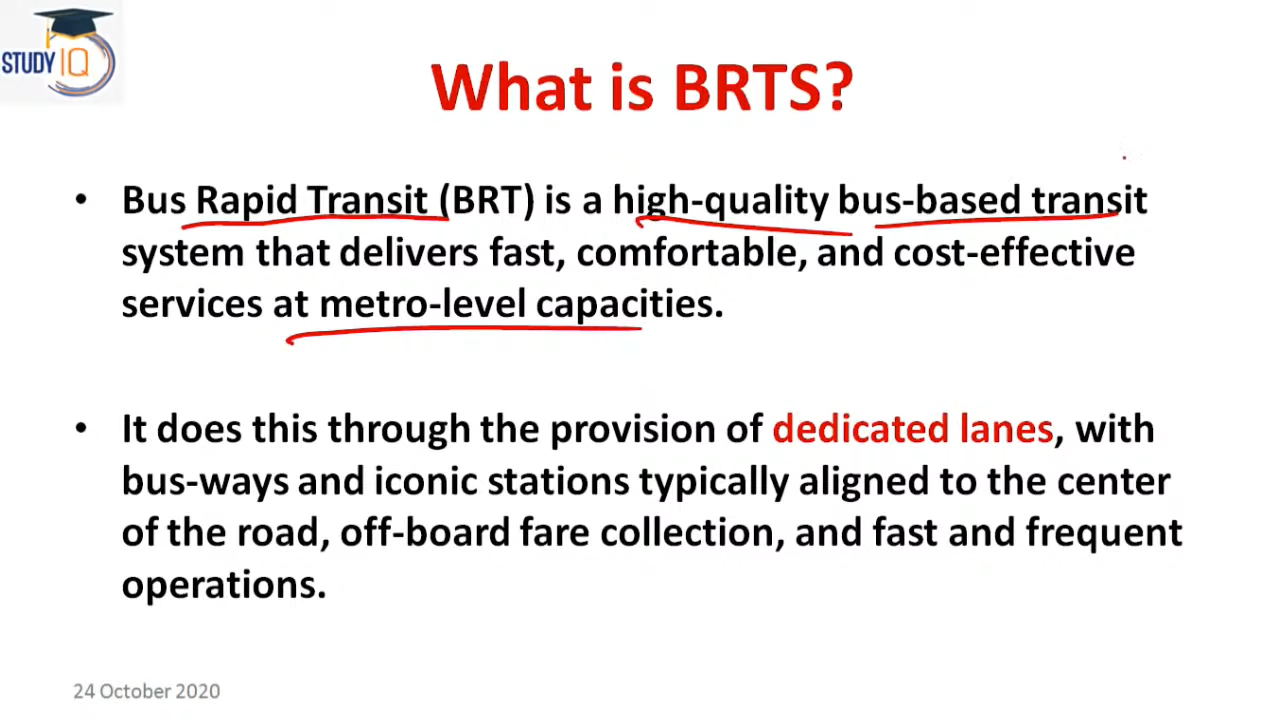 STUDY IQ
What is BRTS?
• Bus Rapid Transit (BRT) is a high-quality bus-based transit
system that delivers fast, comfortable, and cost-effective
services at metro-level capacities.
• It does this through the provision of dedicated lanes, with
bus-ways and iconic stations typically aligned to the center
of the road, off-board fare collection, and fast and frequent
operations.
24 October 2020